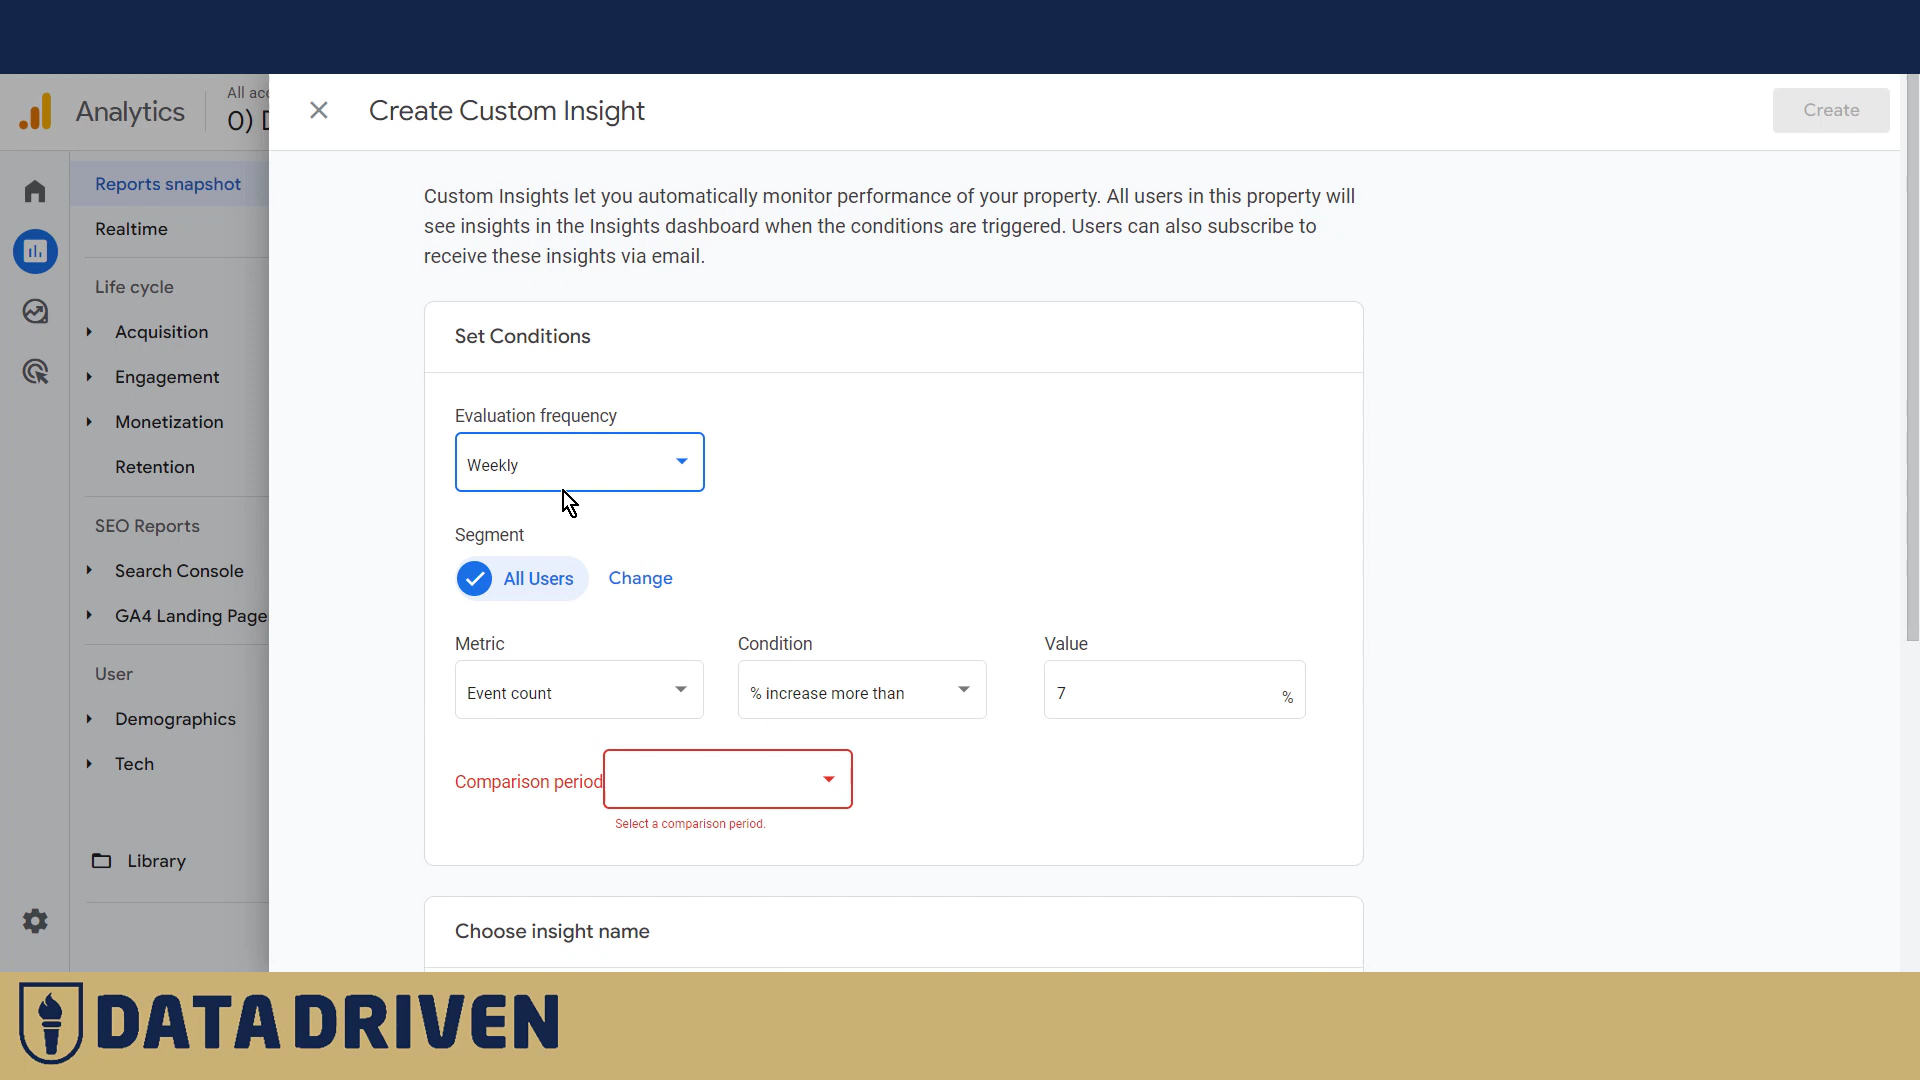 Analytics
All acc
0) D
Create Custom Insight
Create
Reports snapshot
Realtime
Life cycle
Acquisition
Engagement
Monetization
Retention
SEO Reports
Search Console
GA4 Landing Page
User
Demographics
Tech
Library
Custom Insights let you automatically monitor performance of your property. All users in this property will
see insights in the Insights dashboard when the conditions are triggered. Users can also subscribe to
receive these insights via email.
Set Conditions
Evaluation frequency
Weekly
Segment
All Users Change
Metric Condition Value
Event count % increase more than 7 %
Comparison period
Select a comparison period.
Choose insight name
DATA DRIVEN